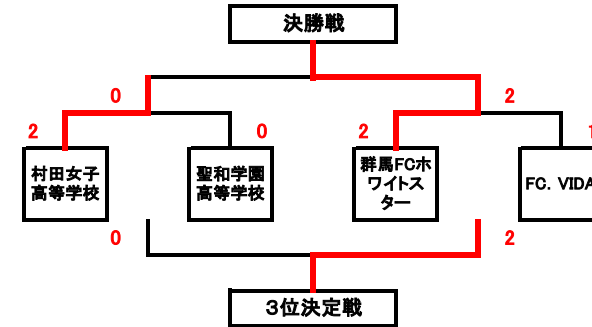 決勝戦
0
2
2
0
2
1
村田女子
高等学校
聖和学園
高等学校
群馬FCホ
ワイトス
ター
FC. VIDA
0
2
3位決定戦